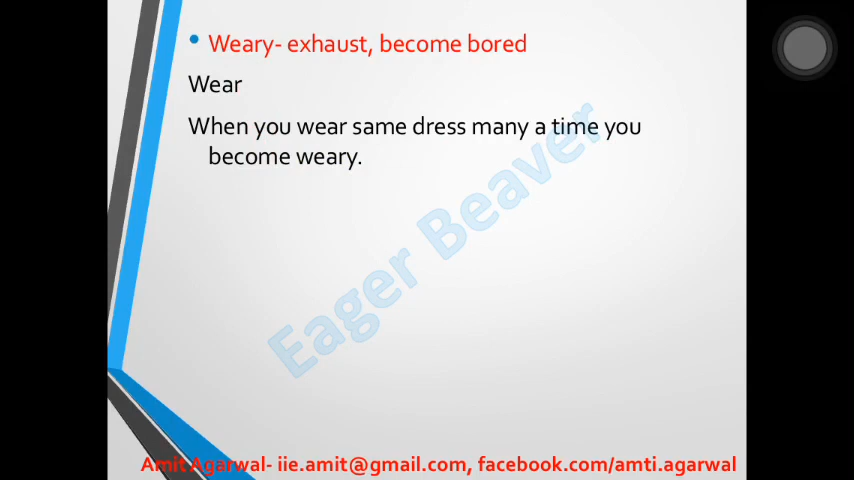 Weary- exhaust, become bored
Wear
When you wear same dress many a time you
become weary.
Eager Beaver
Amit Agarwal- iie.amit@gmail.com, facebook.com/amti.agarwal